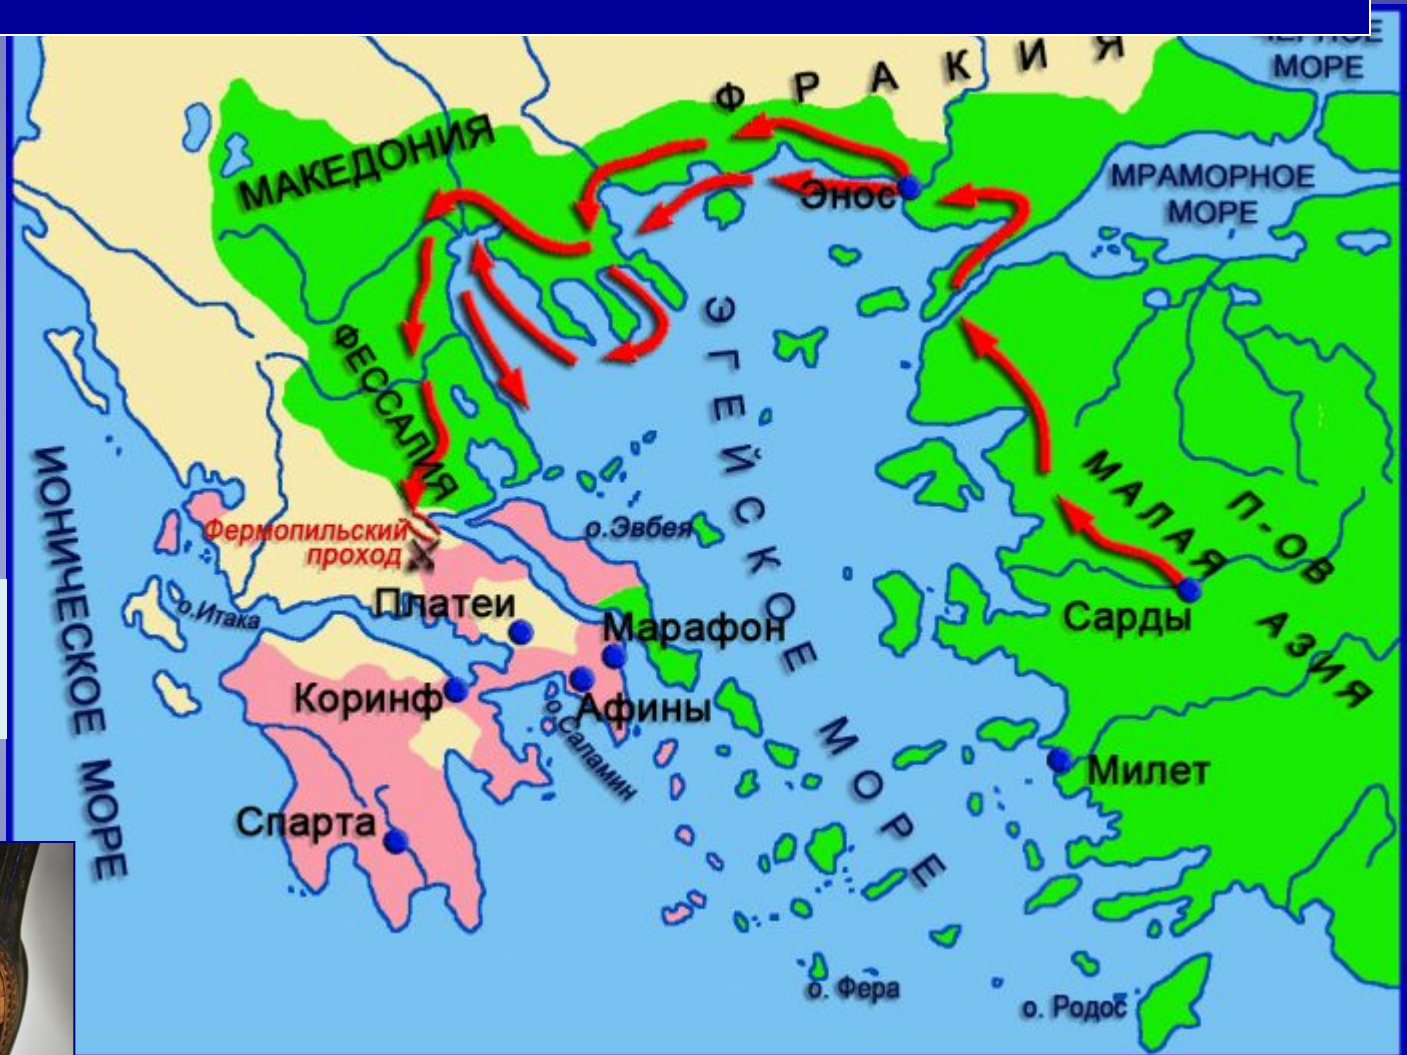 ФРАКИЯ
ЧЕРНОЕ
МОРЕ
МАКЕДОНИЯ
МРАМОРНОЕ
МОРЕ
Энос
ФЕССАЛИЯ
ЭГЕЙСКОЕ МОРЕ
ИОНИЧЕСКОЕ МОРЕ
Фермопильский
проход
о.Эвбея
П-ОВ
МАЛАЯ АЗИЯ
о.Итака
Платеи
Марафон
Сарды
Коринф
Афины
о.Саламин
Милет
Спарта
о. Фера
о. Родос